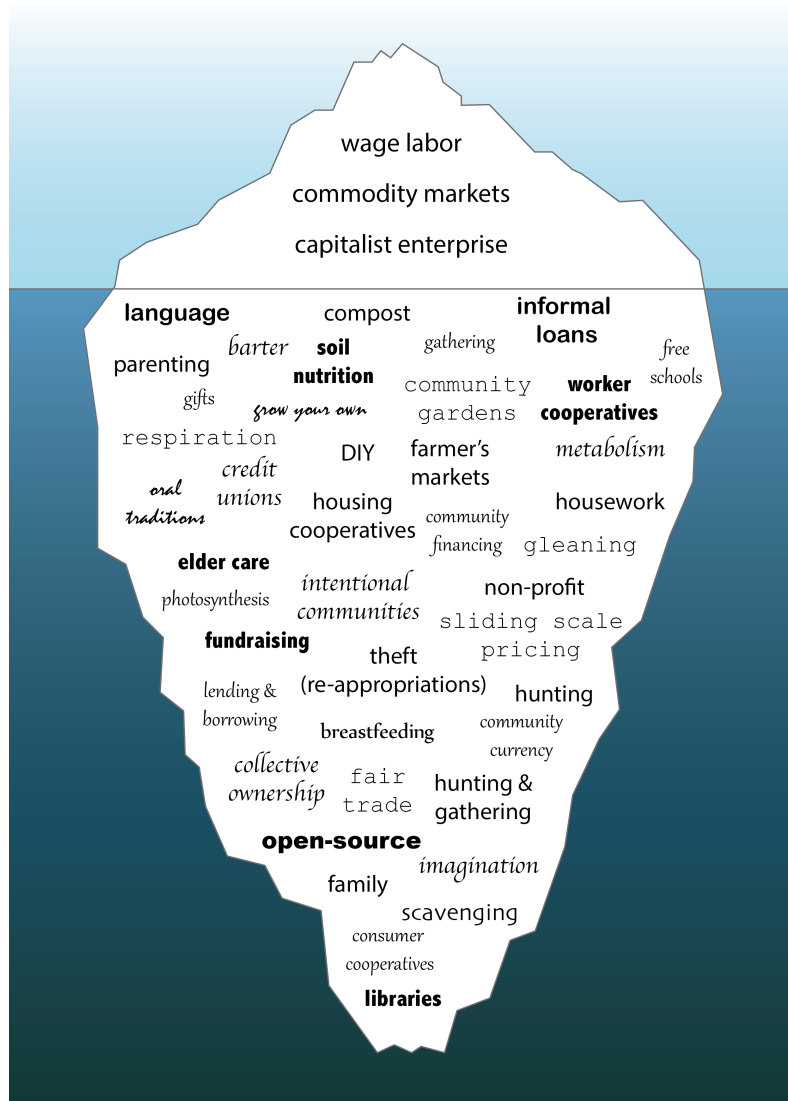 wage labor
commodity markets
capitalist enterprise
language
compost
informal
loans
barter
soil
nutrition
gathering
free
schools
parenting
gifts
grow your own
community
gardens
worker
cooperatives
respiration
DIY
farmer's
markets
metabolism
credit
unions
oral
traditions
housing
cooperatives
community
financing
housework
gleaning
elder care
photosynthesis
intentional
communities
non-profit
sliding scale
pricing
fundraising
theft
(re-appropriations)
lending &
borrowing
hunting
breastfeeding
community
currency
collective
ownership
fair
trade
hunting &
gathering
open-source
imagination
family
scavenging
consumer
cooperatives
libraries